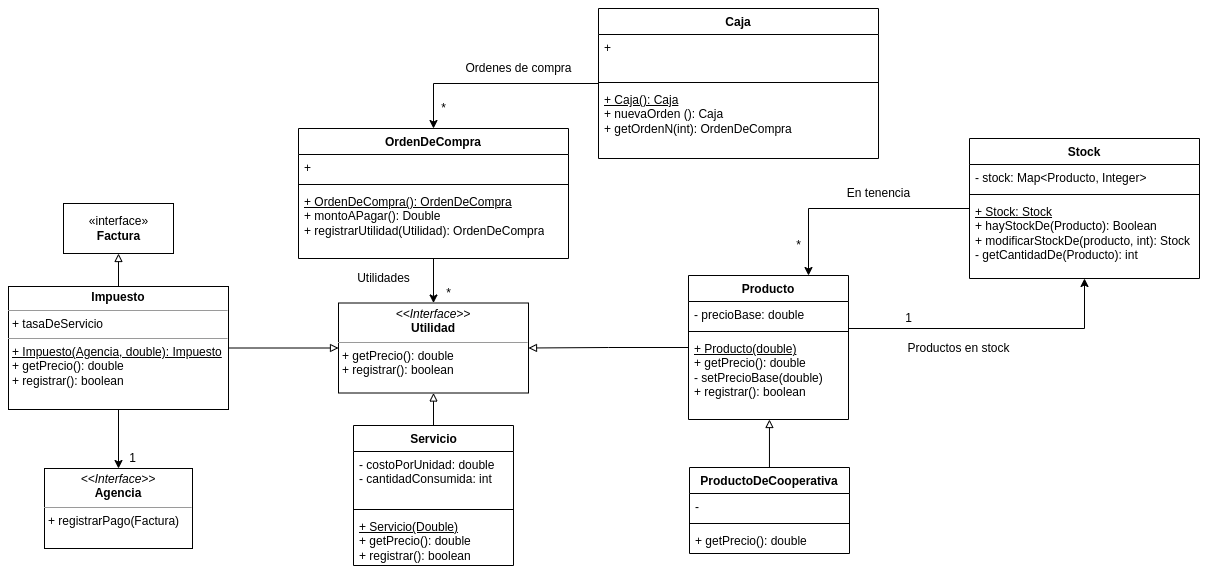 Caja
+
+ Caja(): Caja
+ nuevaOrden (): Caja
+ getOrdenN(int): OrdenDeCompra
Ordenes de compra
*
OrdenDeCompra
+
+ OrdenDeCompra(): OrdenDeCompra
+ montoAPagar(): Double
+ registrarUtilidad(Utilidad): OrdenDeCompra
Stock
- stock: Map<Producto, Integer>
+ Stock: Stock
+ hayStockDe(Producto): Boolean
+ modificarStockDe(producto, int): Stock
- getCantidadDe(Producto): int
En tenencia
*
«interface»
Factura
Utilidades
*
Impuesto
+ tasaDeServicio
+ Impuesto(Agencia, double): Impuesto
+ getPrecio(): double
+ registrar(): boolean
<<Interface>>
Utilidad
+ getPrecio(): double
+ registrar(): boolean
Producto
- precioBase: double
+ Producto(double)
+ getPrecio(): double
- setPrecioBase(double)
+ registrar(): boolean
1
Productos en stock
1
<<Interface>>
Agencia
+ registrarPago(Factura)
Servicio
- costoPorUnidad: double
- cantidadConsumida: int
+ Servicio(Double)
+ getPrecio(): double
+ registrar(): boolean
ProductoDeCooperativa
-
+ getPrecio(): double